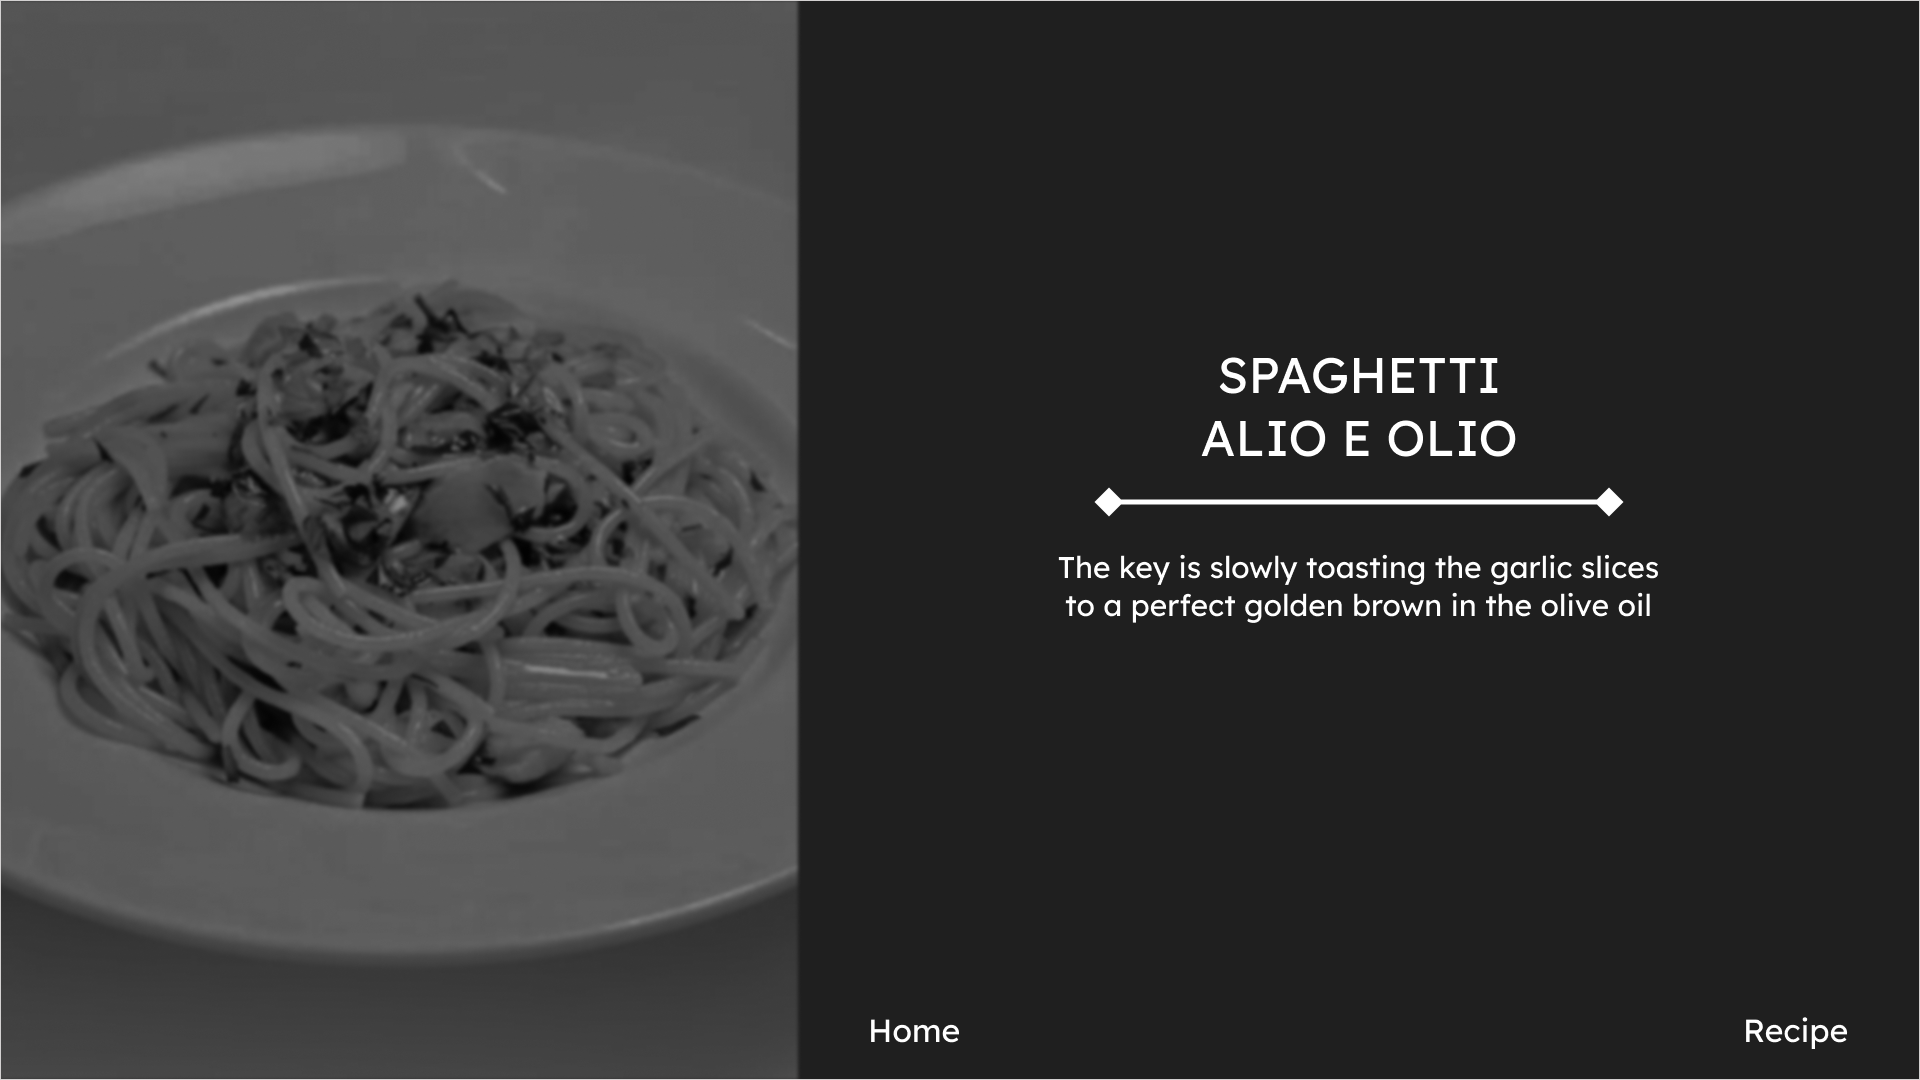 SPAGHETTI
ALIO E OLIO
The key is slowly toasting the garlic slices
to a perfect golden brown in the olive oil
Home
Recipe